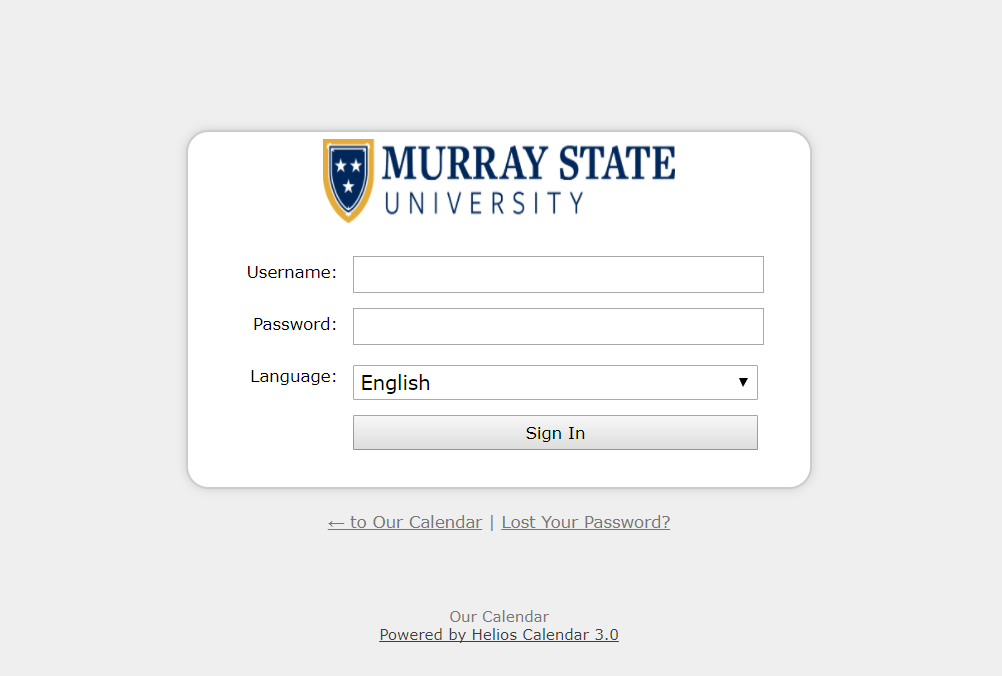 MURRAY STATE
UNIVERSITY
Username:
Password:
Language:
English
Sign In
← to Our Calendar | Lost Your Password?
Our Calendar
Powered by Helios Calendar 3.0